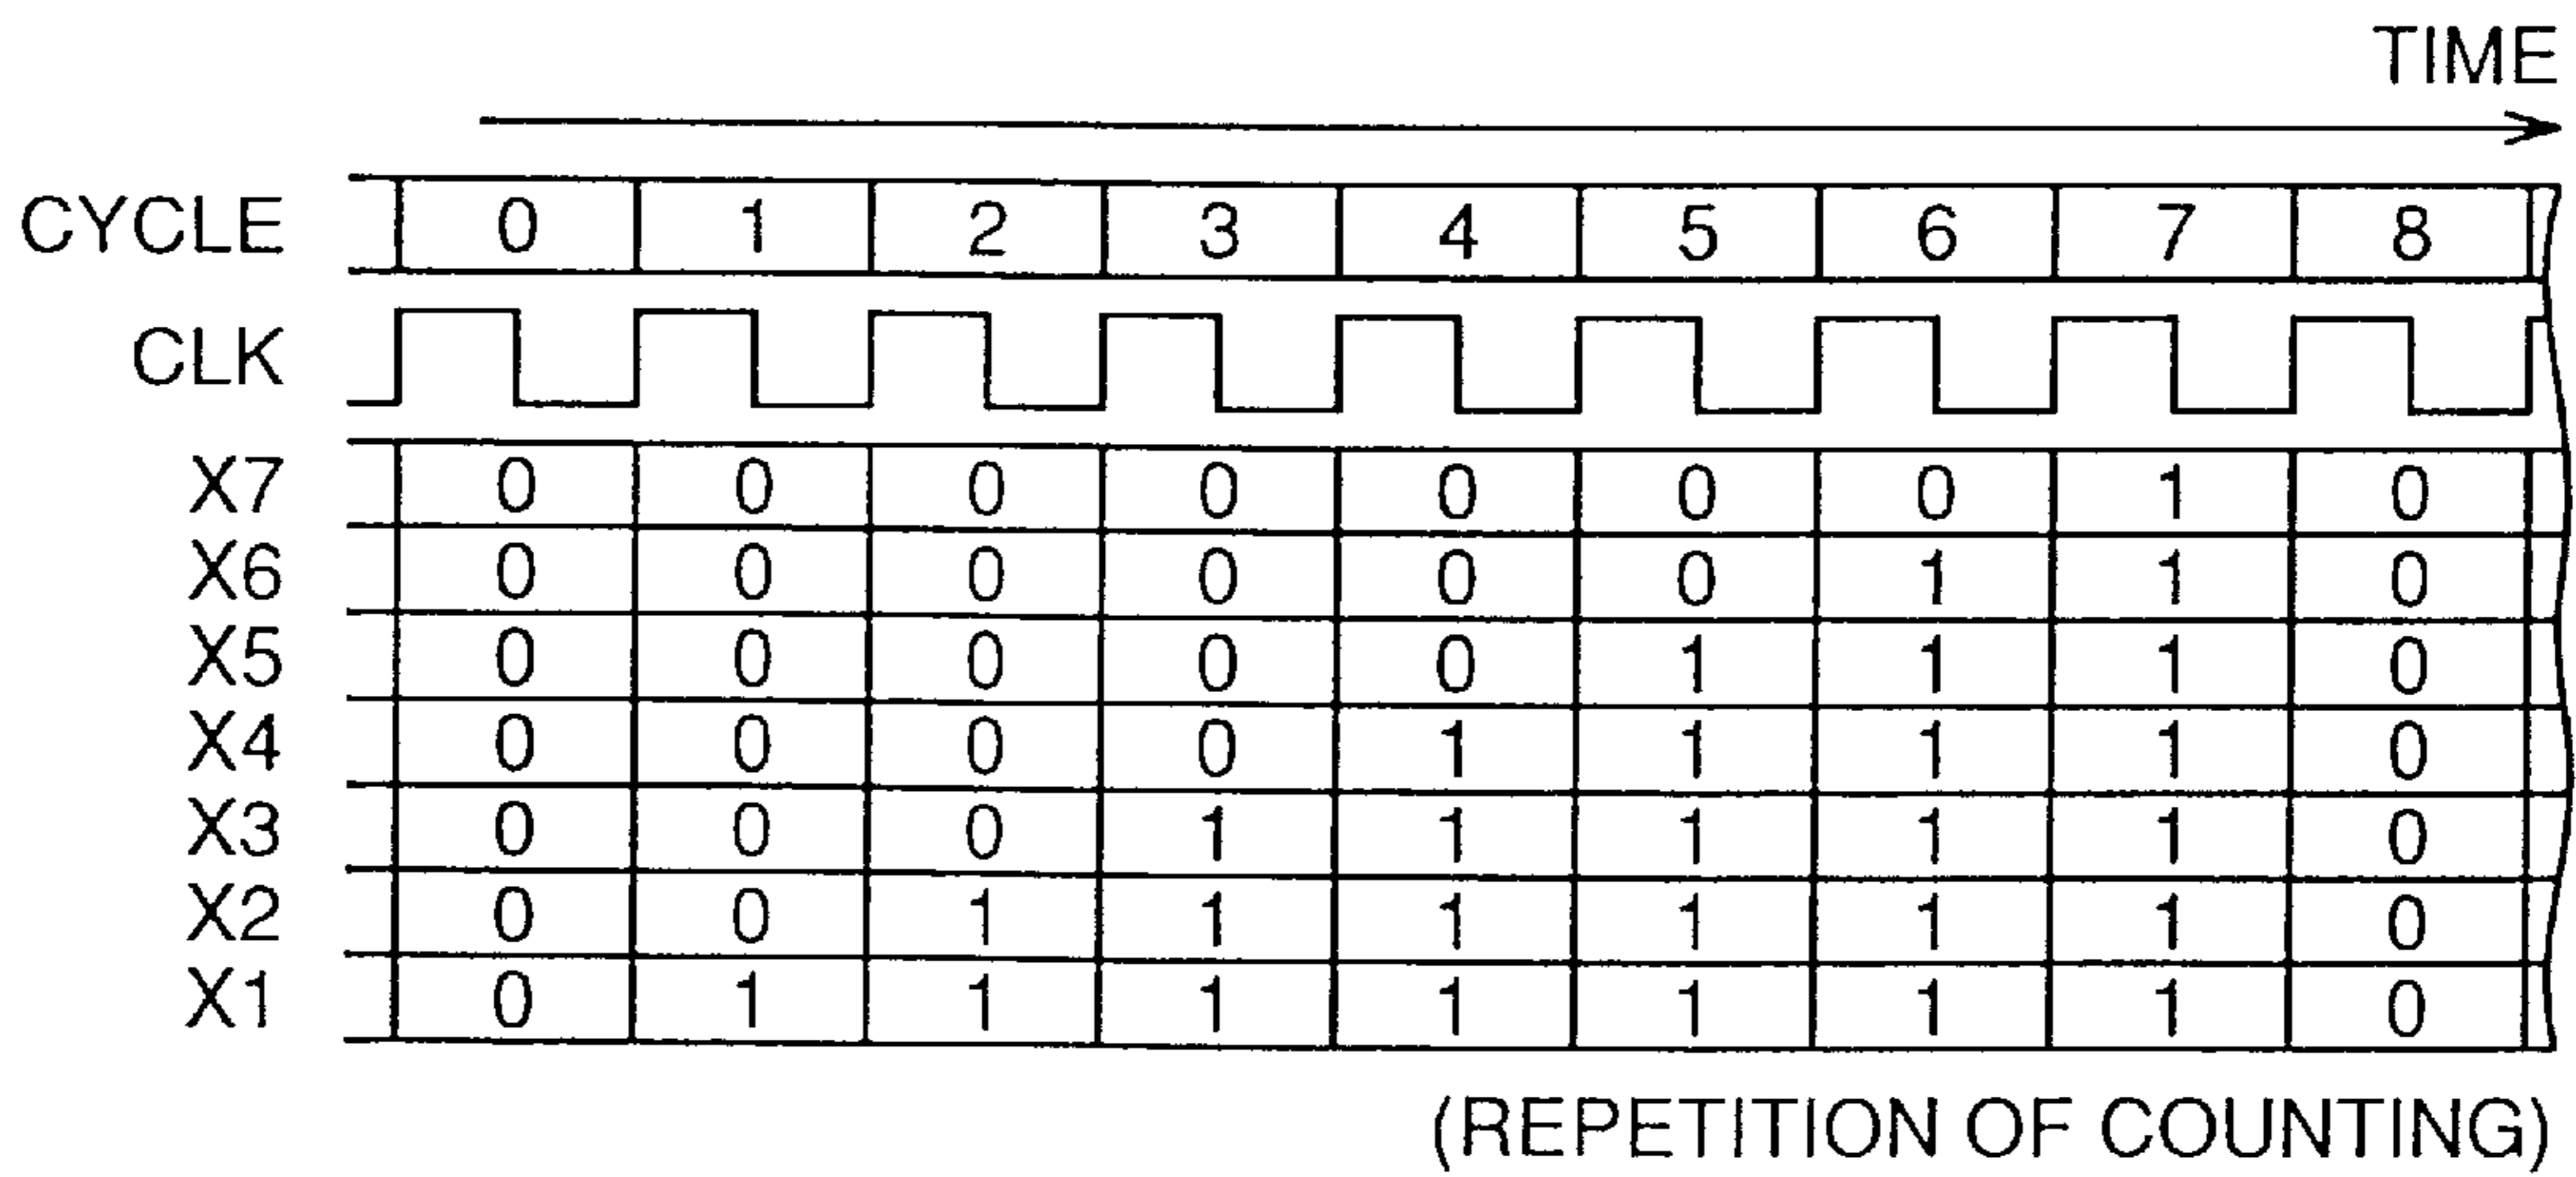 TIME
CYCLE 0 1 2 3 4 5 6 7 8
CLK
X7 0 0 0 0 0 0 0 1 0
X6 0 0 0 0 0 0 1 1 0
X5 0 0 0 0 0 1 1 1 0
X4 0 0 0 0 1 1 1 1 0
X3 0 0 0 1 1 1 1 1 0
X2 0 0 1 1 1 1 1 1 0
X1 0 1 1 1 1 1 1 1 0
(REPETITION OF COUNTING)